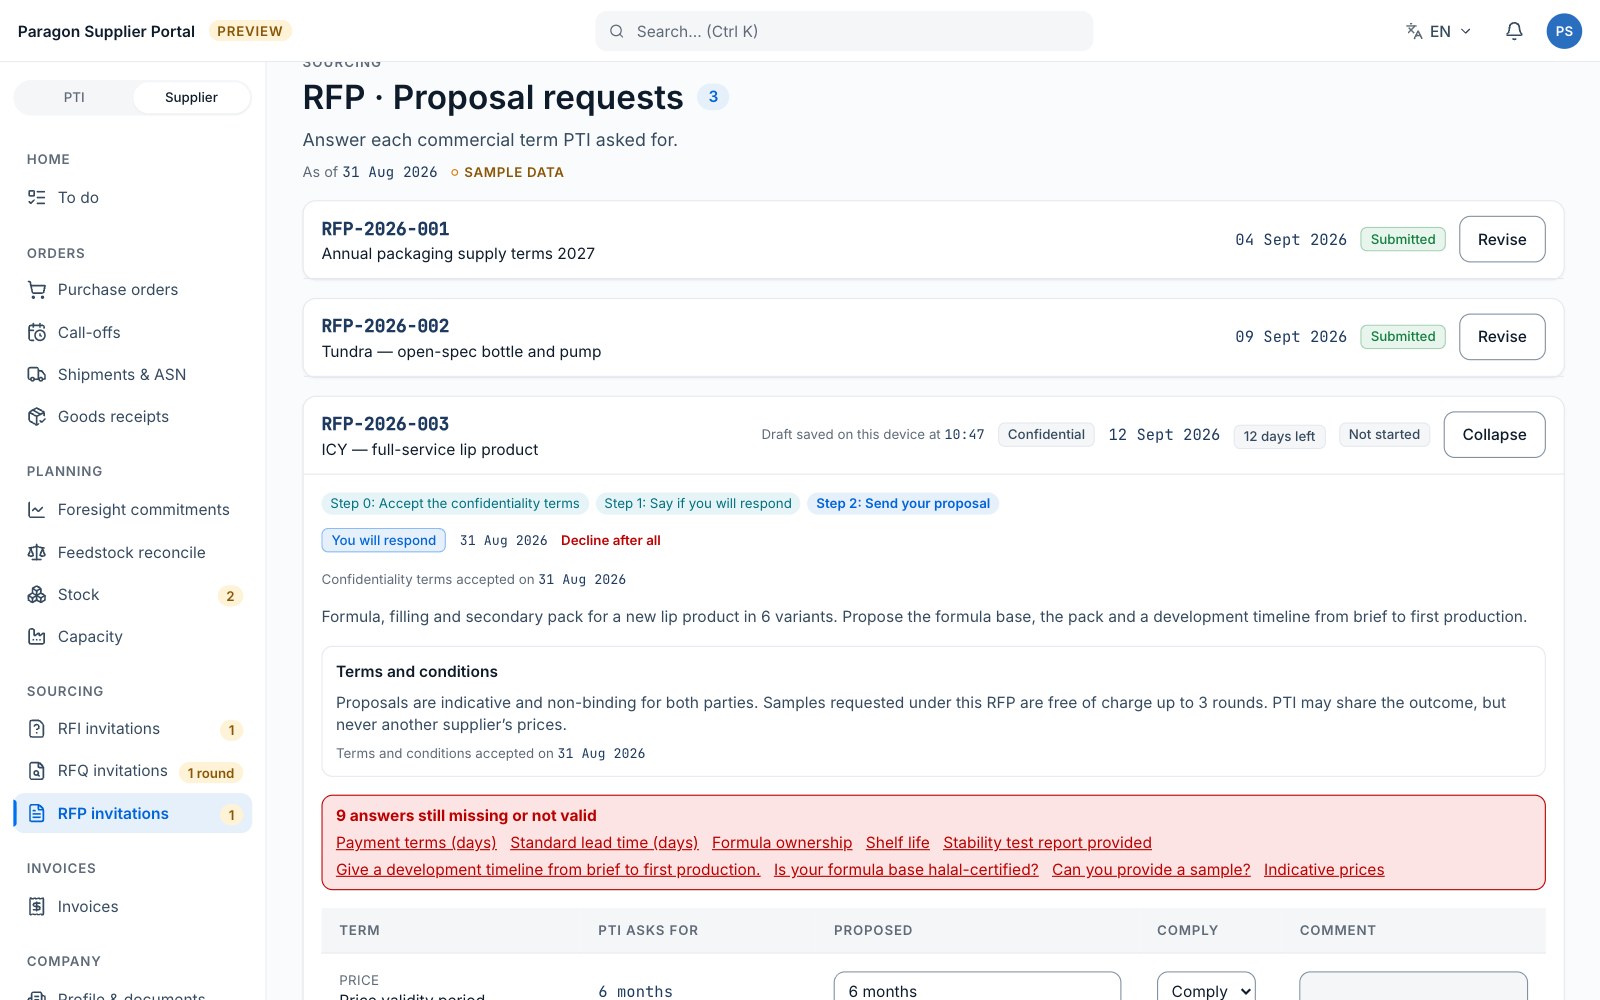 Paragon Supplier Portal PREVIEW
Search... (Ctrl K)
EN
PS
PTI Supplier
HOME
To do
ORDERS
Purchase orders
Call-offs
Shipments & ASN
Goods receipts
PLANNING
Foresight commitments
Feedstock reconcile
Stock 2
Capacity
SOURCING
RFI invitations 1
RFQ invitations 1 round
RFP invitations 1
INVOICES
Invoices
COMPANY
Profile & documents
SOURCING
RFP · Proposal requests 3
Answer each commercial term PTI asked for.
As of 31 Aug 2026 SAMPLE DATA
RFP-2026-001
Annual packaging supply terms 2027
04 Sept 2026 Submitted Revise
RFP-2026-002
Tundra — open-spec bottle and pump
09 Sept 2026 Submitted Revise
RFP-2026-003
ICY — full-service lip product
Draft saved on this device at 10:47 Confidential 12 Sept 2026 12 days left Not started Collapse
Step 0: Accept the confidentiality terms Step 1: Say if you will respond Step 2: Send your proposal
You will respond 31 Aug 2026 Decline after all
Confidentiality terms accepted on 31 Aug 2026
Formula, filling and secondary pack for a new lip product in 6 variants. Propose the formula base, the pack and a development timeline from brief to first production.
Terms and conditions
Proposals are indicative and non-binding for both parties. Samples requested under this RFP are free of charge up to 3 rounds. PTI may share the outcome, but
never another supplier’s prices.
Terms and conditions accepted on 31 Aug 2026
9 answers still missing or not valid
Payment terms (days) Standard lead time (days) Formula ownership Shelf life Stability test report provided
Give a development timeline from brief to first production. Is your formula base halal-certified? Can you provide a sample? Indicative prices
TERM PTI ASKS FOR PROPOSED COMPLY COMMENT
PRICE
Price validity period 6 months 6 months Comply